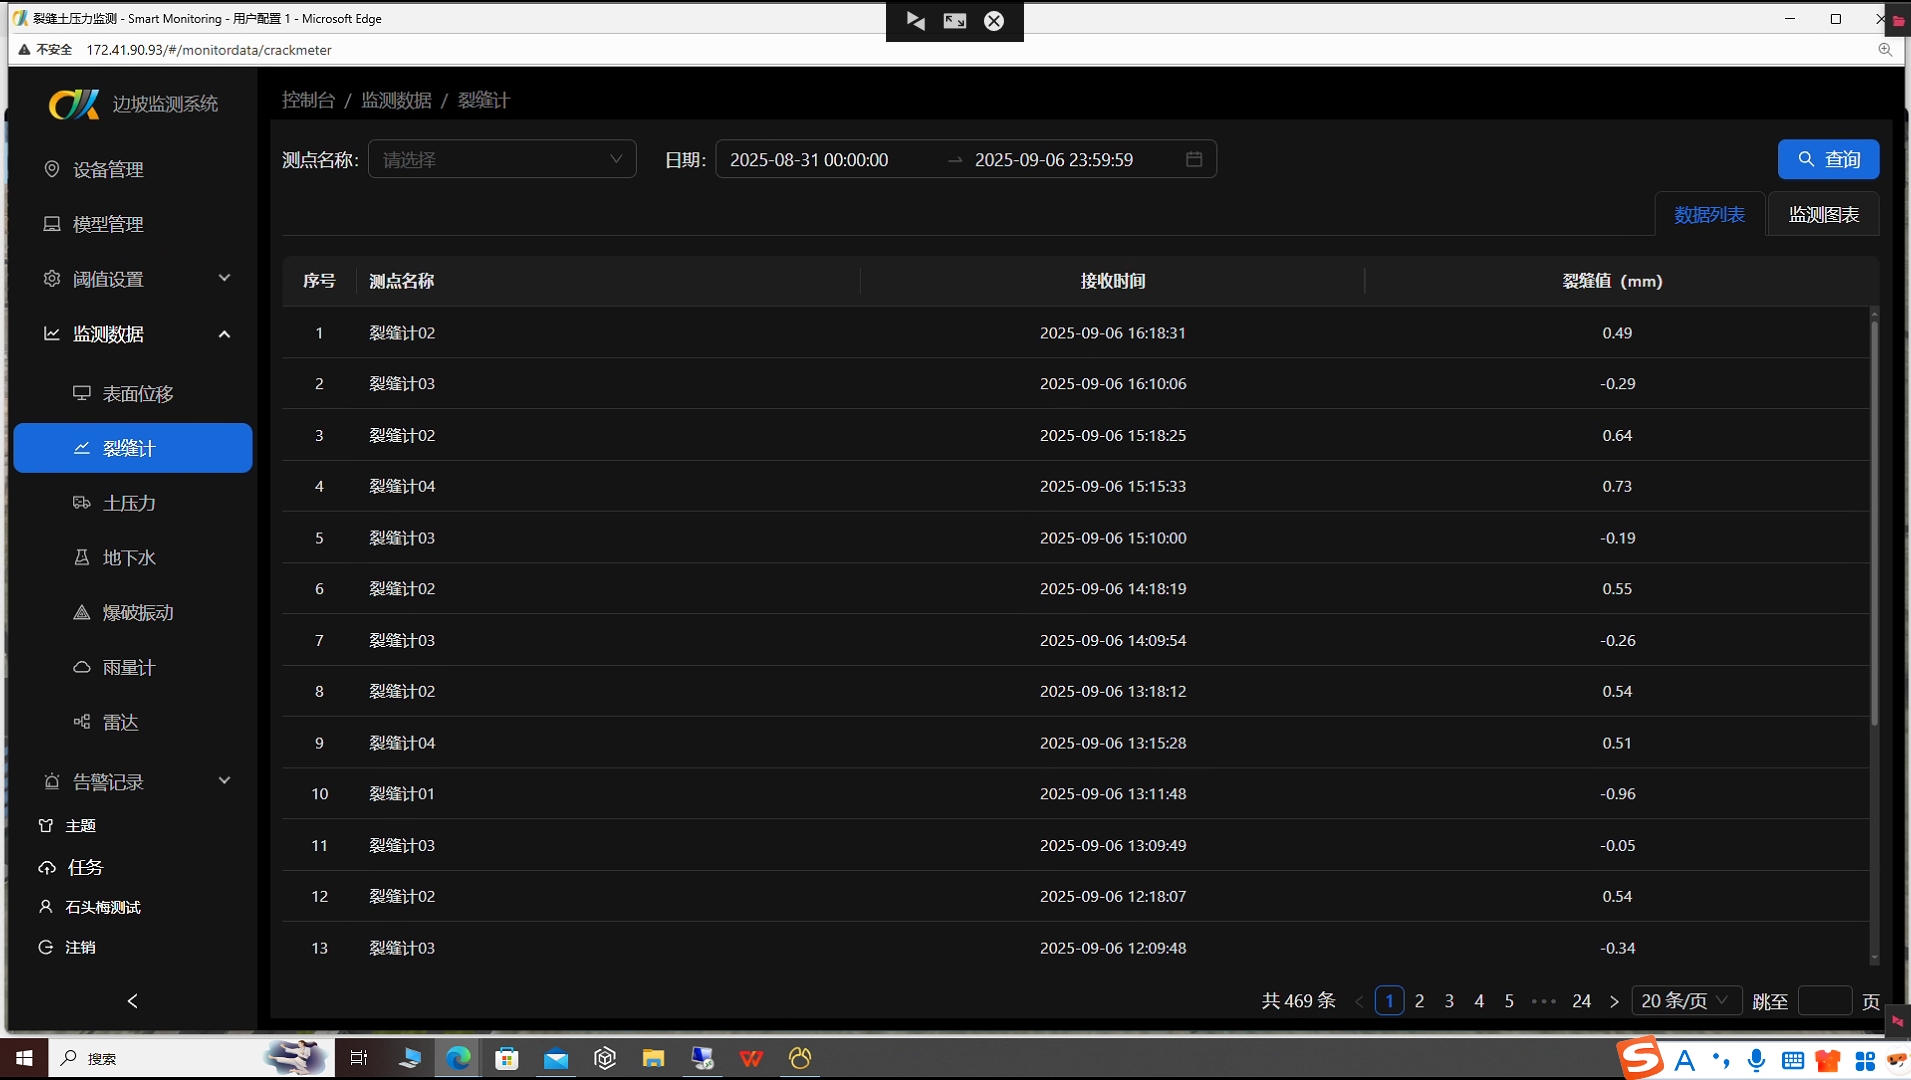 裂缝土压力监测 - Smart Monitoring - 用户配置 1 - Microsoft Edge
不安全 172.41.90.93/#/monitordata/crackmeter
边坡监测系统
控制台 / 监测数据 / 裂缝计
测点名称: 请选择 日期: 2025-08-31 00:00:00 → 2025-09-06 23:59:59 查询
数据列表 监测图表
设备管理
模型管理
阈值设置
监测数据
表面位移
裂缝计
土压力
地下水
爆破振动
雨量计
雷达
告警记录
主题
任务
石头梅测试
注销
序号 测点名称 接收时间 裂缝值（mm）
1 裂缝计02 2025-09-06 16:18:31 0.49
2 裂缝计03 2025-09-06 16:10:06 -0.29
3 裂缝计02 2025-09-06 15:18:25 0.64
4 裂缝计04 2025-09-06 15:15:33 0.73
5 裂缝计03 2025-09-06 15:10:00 -0.19
6 裂缝计02 2025-09-06 14:18:19 0.55
7 裂缝计03 2025-09-06 14:09:54 -0.26
8 裂缝计02 2025-09-06 13:18:12 0.54
9 裂缝计04 2025-09-06 13:15:28 0.51
10 裂缝计01 2025-09-06 13:11:48 -0.96
11 裂缝计03 2025-09-06 13:09:49 -0.05
12 裂缝计02 2025-09-06 12:18:07 0.54
13 裂缝计03 2025-09-06 12:09:48 -0.34
共 469 条 < 1 2 3 4 5 ••• 24 > 20 条/页 跳至 页
搜索